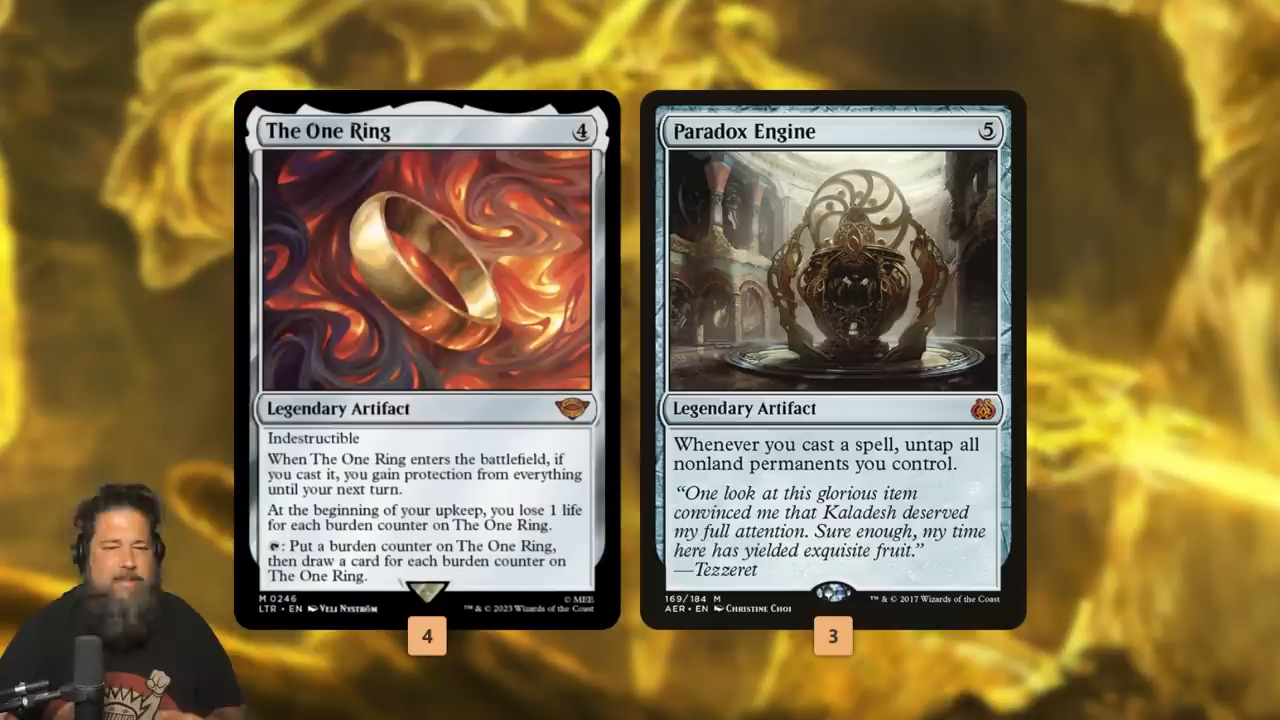 The One Ring
4
Legendary Artifact
Indestructible
When The One Ring enters the battlefield, if
you cast it, you gain protection from everything
until your next turn.
At the beginning of your upkeep, you lose 1 life
for each burden counter on The One Ring.
: Put a burden counter on The One Ring,
then draw a card for each burden counter on
The One Ring.
M 0246
LTR • EN Veli Nyström
© MEE
™ & © 2023 Wizards of the Coast
4
Paradox Engine
5
Legendary Artifact
Whenever you cast a spell, untap all
nonland permanents you control.
“One look at this glorious item
convinced me that Kaladesh deserved
my full attention. Sure enough, my time
here has yielded exquisite fruit.”
—Tezzeret
169/184 M
AER • EN Christine Choi
™ & © 2017 Wizards of the Coast
3